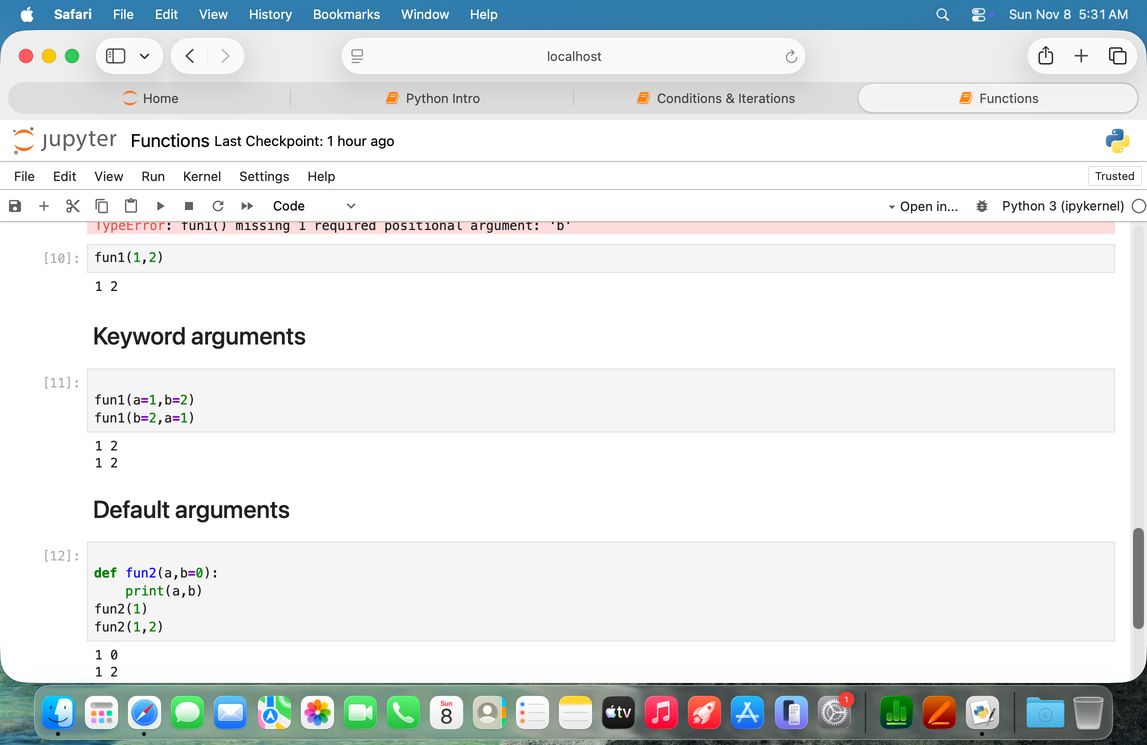 Safari File Edit View History Bookmarks Window Help Sun Nov 8 5:31 AM
localhost
Home Python Intro Conditions & Iterations Functions
jupyter Functions Last Checkpoint: 1 hour ago
File Edit View Run Kernel Settings Help Trusted
Code Open in... Python 3 (ipykernel)
TypeError: fun1() missing 1 required positional argument: 'b'
[10]: fun1(1,2)
1 2
Keyword arguments
[11]:
fun1(a=1,b=2)
fun1(b=2,a=1)
1 2
1 2
Default arguments
[12]:
def fun2(a,b=0):
    print(a,b)
fun2(1)
fun2(1,2)
1 0
1 2
Sun
8
tv
1